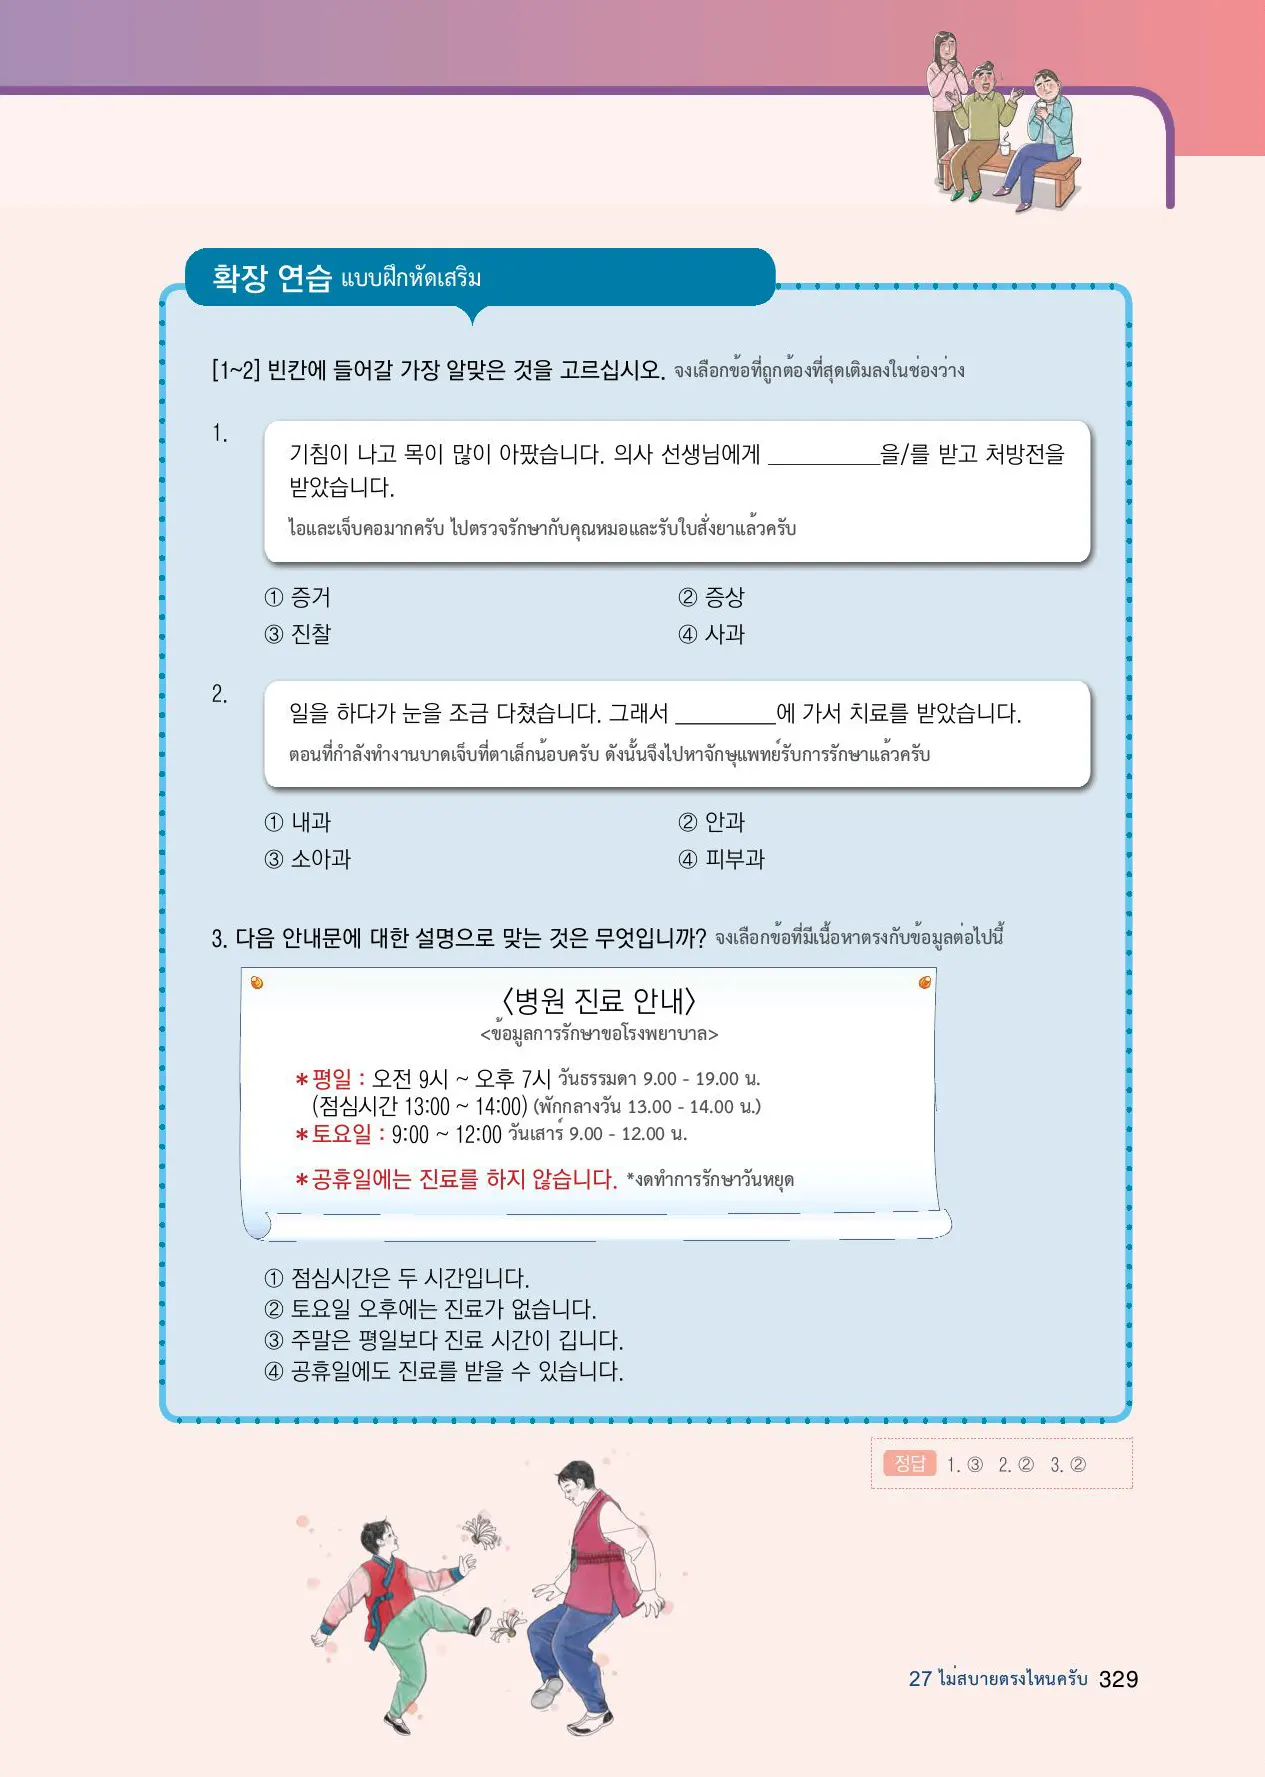 확장 연습 แบบฝึกหัดเสริม
[1~2] 빈칸에 들어갈 가장 알맞은 것을 고르십시오. จงเลือกข้อที่ถูกต้องที่สุดเติมลงในช่องว่าง
1.
기침이 나고 목이 많이 아팠습니다. 의사 선생님에게 __________을/를 받고 처방전을
받았습니다.
ไอและเจ็บคอมากครับ ไปตรวจรักษากับคุณหมอและรับใบสั่งยาแล้วครับ
① 증거 ② 증상
③ 진찰 ④ 사과
2.
일을 하다가 눈을 조금 다쳤습니다. 그래서 _________에 가서 치료를 받았습니다.
ตอนที่กำลังทำงานบาดเจ็บที่ตาเล็กน้อบครับ ดังนั้นจึงไปหาจักษุแพทย์รับการรักษาแล้วครับ
① 내과 ② 안과
③ 소아과 ④ 피부과
3. 다음 안내문에 대한 설명으로 맞는 것은 무엇입니까? จงเลือกข้อที่มีเนื้อหาตรงกับข้อมูลต่อไปนี้
〈병원 진료 안내〉
<ข้อมูลการรักษาขอโรงพยาบาล>
*평일 : 오전 9시 ~ 오후 7시 วันธรรมดา 9.00 - 19.00 น.
(점심시간 13:00 ~ 14:00) (พักกลางวัน 13.00 - 14.00 น.)
*토요일 : 9:00 ~ 12:00 วันเสาร์ 9.00 - 12.00 น.
*공휴일에는 진료를 하지 않습니다. *งดทำการรักษาวันหยุด
① 점심시간은 두 시간입니다.
② 토요일 오후에는 진료가 없습니다.
③ 주말은 평일보다 진료 시간이 깁니다.
④ 공휴일에도 진료를 받을 수 있습니다.
정답 1. ③ 2. ② 3. ②
27 ไม่สบายตรงไหนครับ 329